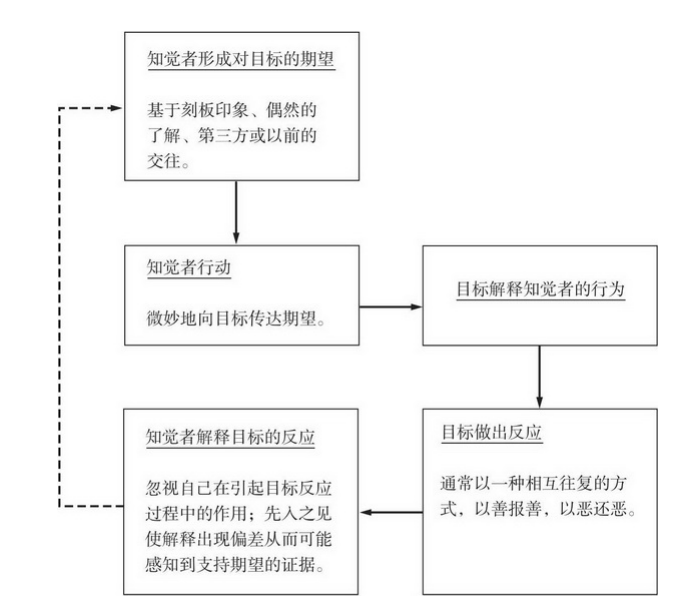 知觉者形成对目标的期望
基于刻板印象、偶然的
了解、第三方或以前的
交往。
知觉者行动
微妙地向目标传达期望。
目标解释知觉者的行为
目标做出反应
通常以一种相互往复的方
式，以善报善，以恶还恶。
知觉者解释目标的反应
忽视自己在引起目标反应
过程中的作用；先入之见
使解释出现偏差从而可能
感知到支持期望的证据。